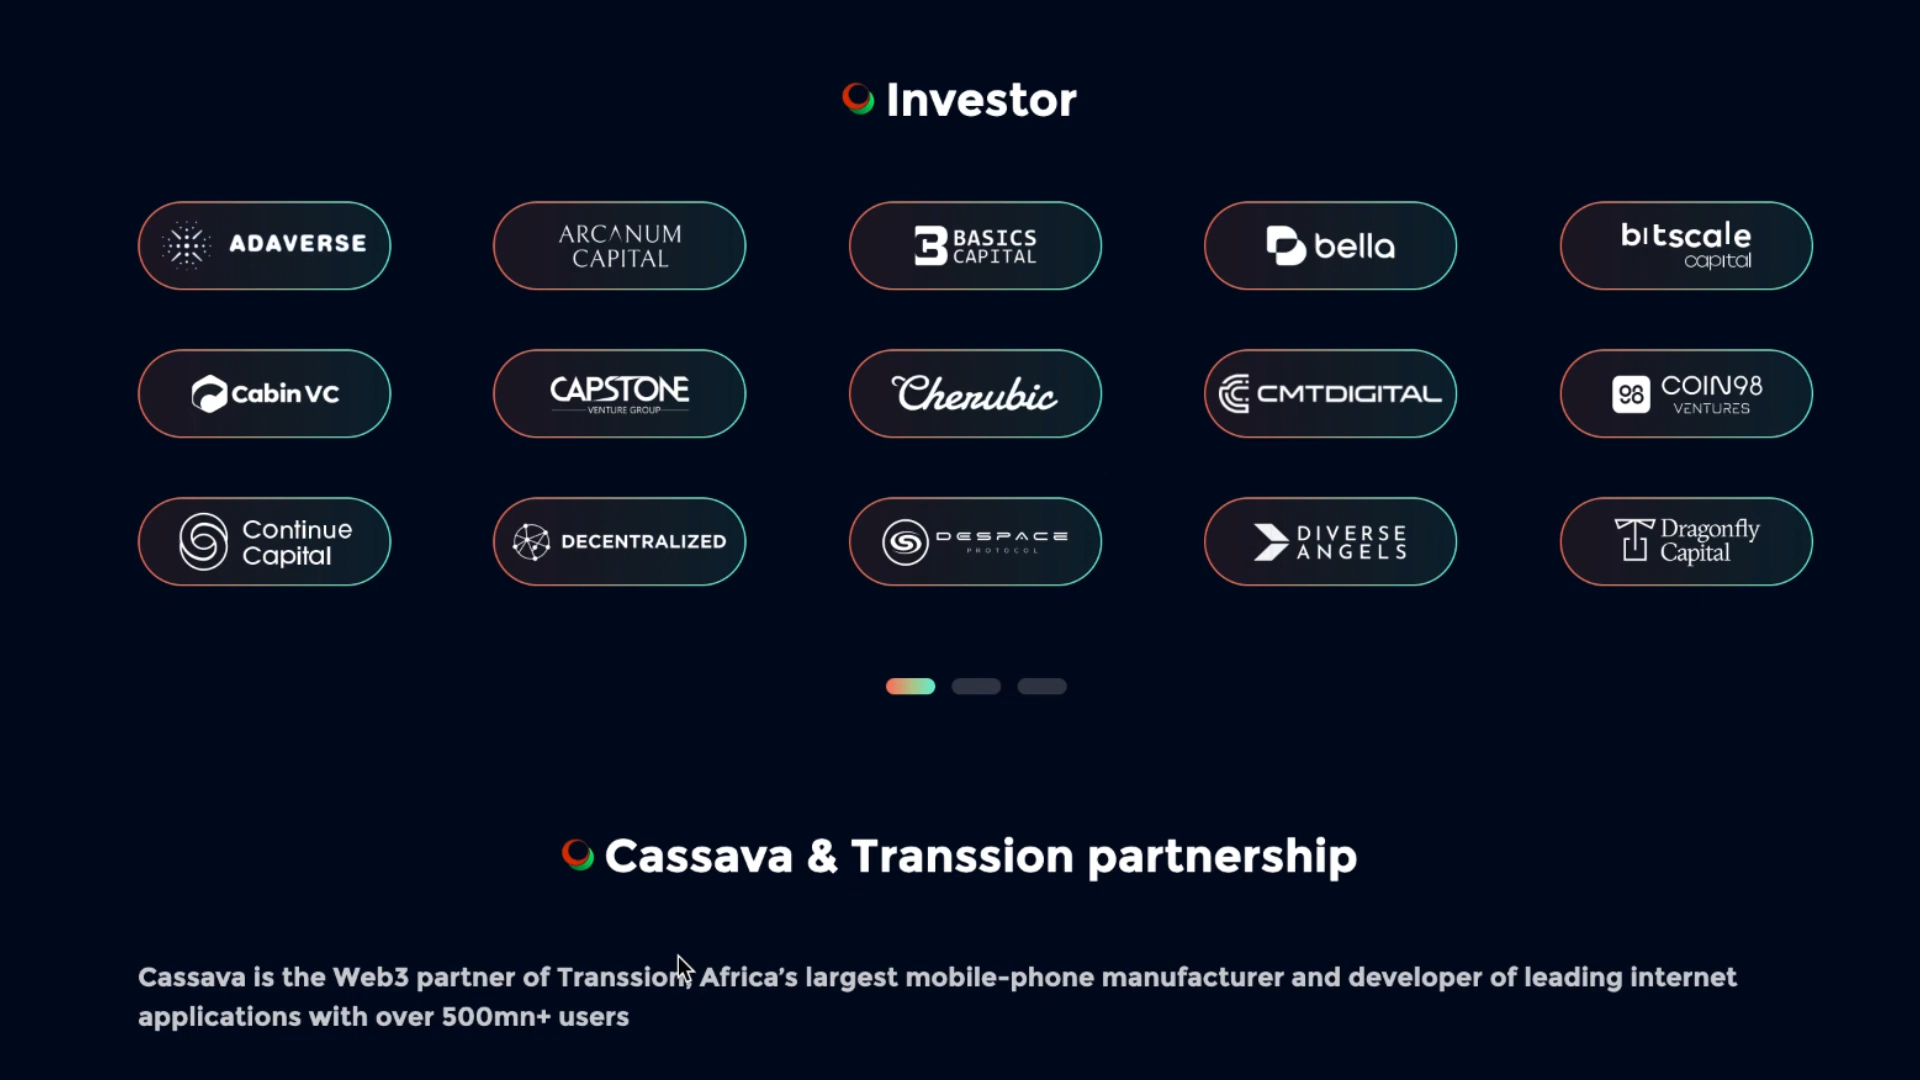 Investor
ADAVERSE
ARCANUM
CAPITAL
BASICS
CAPITAL
bella
bitscale
capital
Cabin VC
CAPSTONE
VENTURE GROUP
Cherubic
CMTDIGITAL
98 COIN98
VENTURES
Continue
Capital
DECENTRALIZED
DESPACE
PROTOCOL
DIVERSE
ANGELS
Dragonfly
Capital
Cassava & Transsion partnership
Cassava is the Web3 partner of Transsion, Africa’s largest mobile-phone manufacturer and developer of leading internet
applications with over 500mn+ users